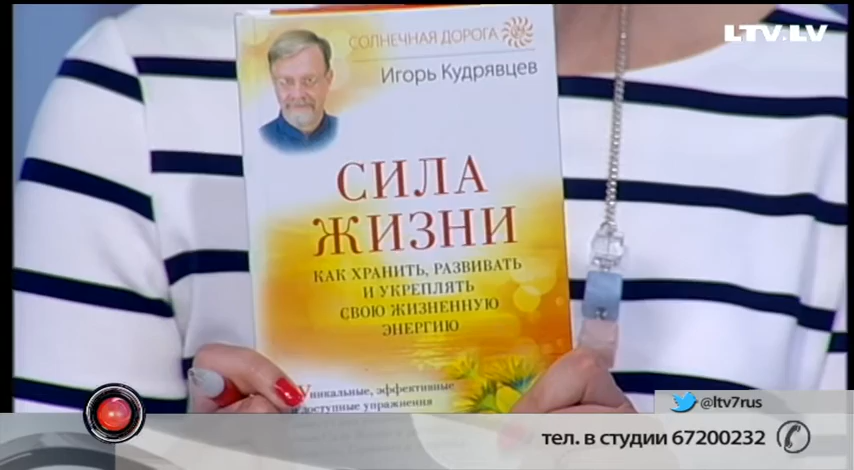 LTV.LV
СОЛНЕЧНАЯ ДОРОГА
Игорь Кудрявцев
СИЛА
ЖИЗНИ
КАК ХРАНИТЬ, РАЗВИВАТЬ
И УКРЕПЛЯТЬ
СВОЮ ЖИЗНЕННУЮ
ЭНЕРГИЮ
Уникальные, эффективные
и доступные упражнения
@ltv7rus
тел. в студии 67200232